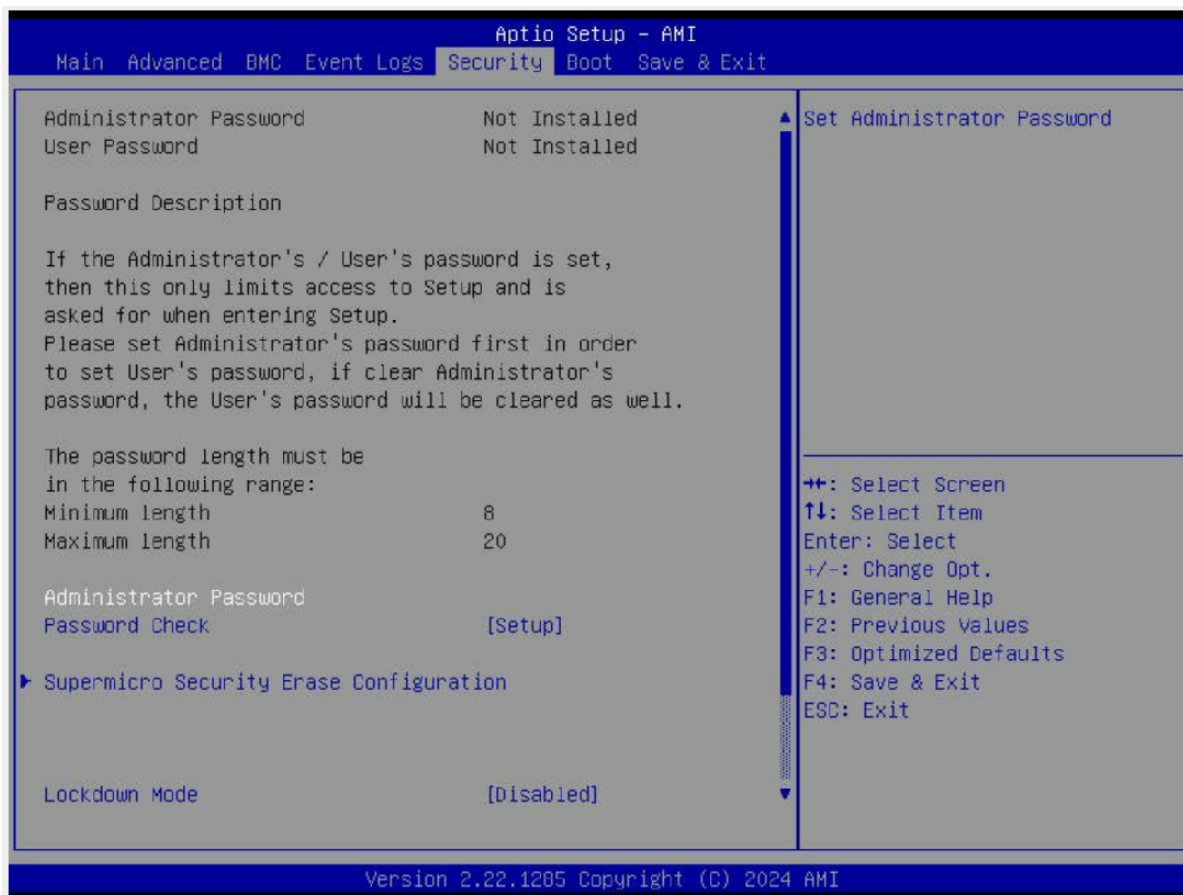 Aptio Setup - AMI
Main Advanced BMC Event Logs Security Boot Save & Exit
Administrator Password Not Installed
User Password Not Installed
Password Description
If the Administrator's / User's password is set,
then this only limits access to Setup and is
asked for when entering Setup.
Please set Administrator's password first in order
to set User's password, if clear Administrator's
password, the User's password will be cleared as well.
The password length must be
in the following range:
Minimum length 8
Maximum length 20
Administrator Password
Password Check [Setup]
Supermicro Security Erase Configuration
Lockdown Mode [Disabled]
Set Administrator Password
→←: Select Screen
↑↓: Select Item
Enter: Select
+/-: Change Opt.
F1: General Help
F2: Previous Values
F3: Optimized Defaults
F4: Save & Exit
ESC: Exit
Version 2.22.1285 Copyright (C) 2024 AMI